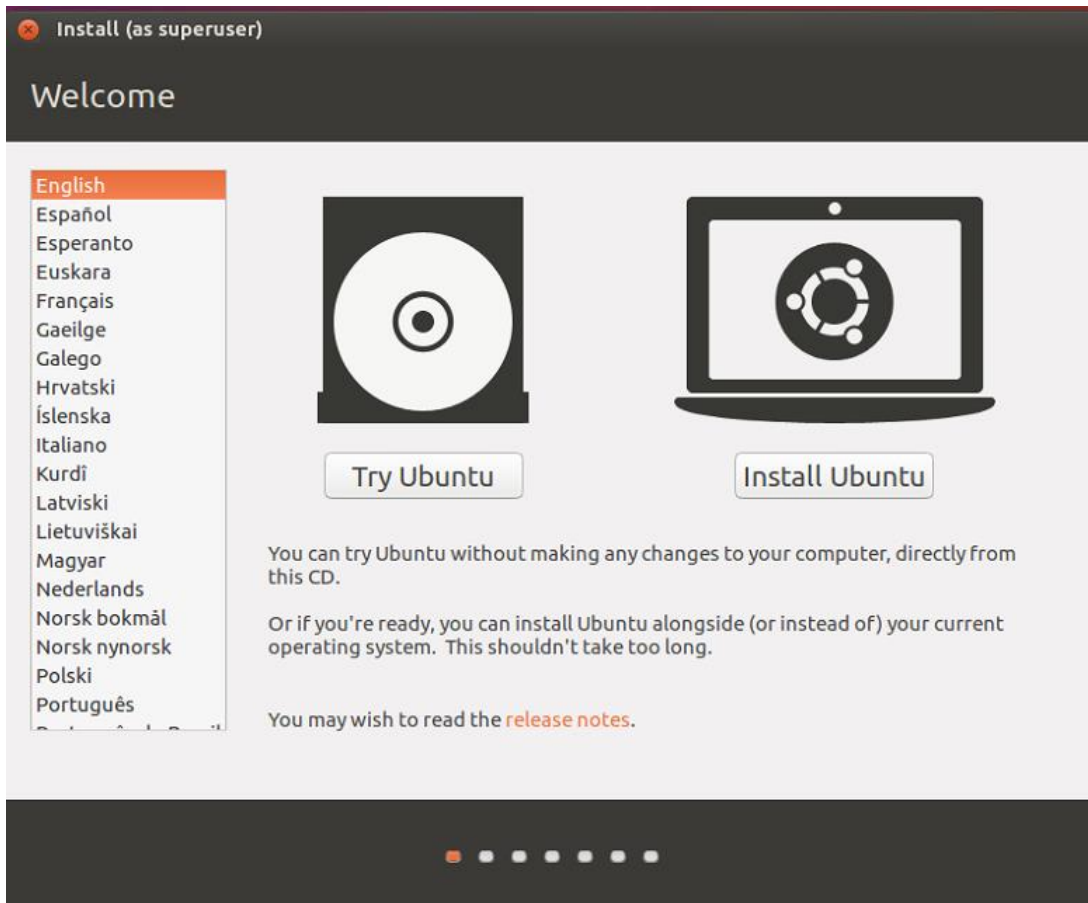 Install (as superuser)
Welcome
English
Español
Esperanto
Euskara
Français
Gaeilge
Galego
Hrvatski
Íslenska
Italiano
Kurdî
Latviski
Lietuviškai
Magyar
Nederlands
Norsk bokmål
Norsk nynorsk
Polski
Português
Try Ubuntu
Install Ubuntu
You can try Ubuntu without making any changes to your computer, directly from
this CD.
Or if you're ready, you can install Ubuntu alongside (or instead of) your current
operating system. This shouldn't take too long.
You may wish to read the release notes.